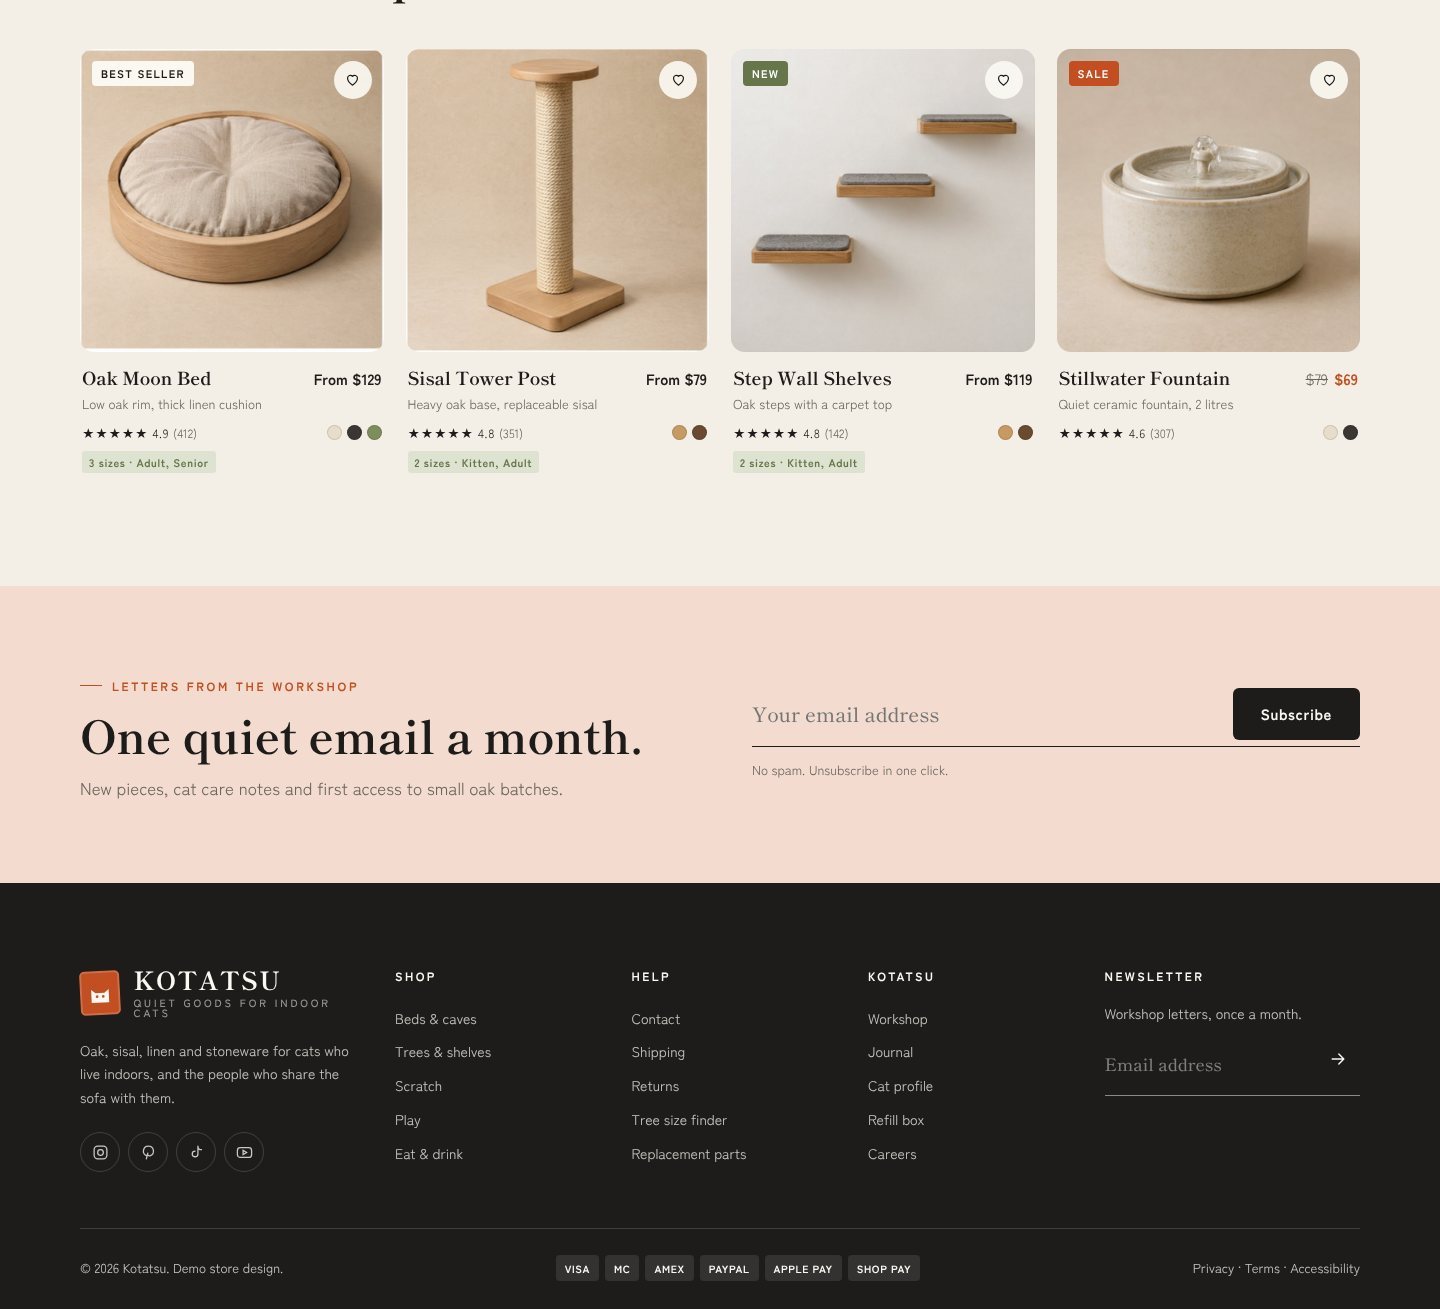 BEST SELLER
NEW
SALE
Oak Moon Bed
From $129
Low oak rim, thick linen cushion
★★★★★ 4.9 (412)
3 sizes · Adult, Senior
Sisal Tower Post
From $79
Heavy oak base, replaceable sisal
★★★★★ 4.8 (351)
2 sizes · Kitten, Adult
Step Wall Shelves
From $119
Oak steps with a carpet top
★★★★★ 4.8 (142)
2 sizes · Kitten, Adult
Stillwater Fountain
$79 $69
Quiet ceramic fountain, 2 litres
★★★★★ 4.6 (307)
LETTERS FROM THE WORKSHOP
One quiet email a month.
New pieces, cat care notes and first access to small oak batches.
Your email address
Subscribe
No spam. Unsubscribe in one click.
KOTATSU
QUIET GOODS FOR INDOOR
CATS
Oak, sisal, linen and stoneware for cats who
live indoors, and the people who share the
sofa with them.
SHOP
Beds & caves
Trees & shelves
Scratch
Play
Eat & drink
HELP
Contact
Shipping
Returns
Tree size finder
Replacement parts
KOTATSU
Workshop
Journal
Cat profile
Refill box
Careers
NEWSLETTER
Workshop letters, once a month.
Email address
© 2026 Kotatsu. Demo store design.
VISA
MC
AMEX
PAYPAL
APPLE PAY
SHOP PAY
Privacy · Terms · Accessibility